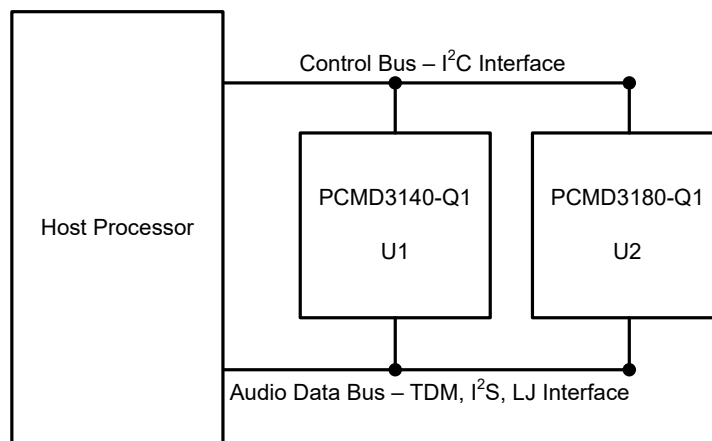 Control Bus – I²C Interface
PCMD3140-Q1
PCMD3180-Q1
Host Processor
U1
U2
Audio Data Bus – TDM, I²S, LJ Interface